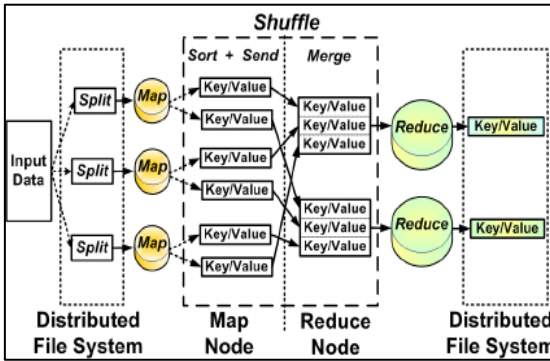 Shuffle
Sort + Send
Merge
Input
Data
Split
Split
Split
Map
Map
Map
Key/Value
Key/Value
Key/Value
Key/Value
Key/Value
Key/Value
Key/Value
Key/Value
Key/Value
Key/Value
Key/Value
Key/Value
Reduce
Reduce
Key/Value
Key/Value
Distributed
File System
Map
Node
Reduce
Node
Distributed
File System